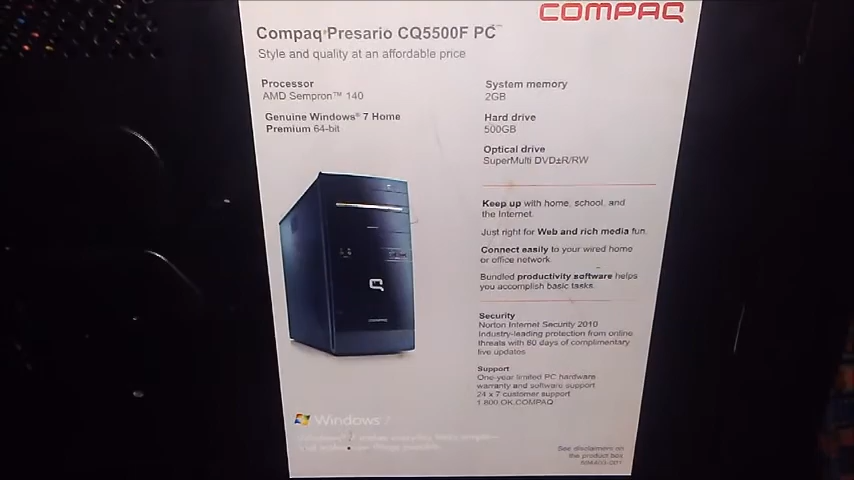 COMPAQ
Compaq Presario CQ5500F PC™
Style and quality at an affordable price
Processor
AMD Sempron™ 140
Genuine Windows® 7 Home
Premium 64-bit
System memory
2GB
Hard drive
500GB
Optical drive
SuperMulti DVD±R/RW
Keep up with home, school, and
the Internet.
Just right for Web and rich media fun.
Connect easily to your wired home
or office network.
Bundled productivity software helps
you accomplish basic tasks.
Security
Norton Internet Security 2010
Industry-leading protection from online
threats with 60 days of complimentary
live updates
Support
One-year limited PC hardware
warranty and software support
24 x 7 customer support
1.800.OK.COMPAQ
Windows 7
See disclaimers on
the product box